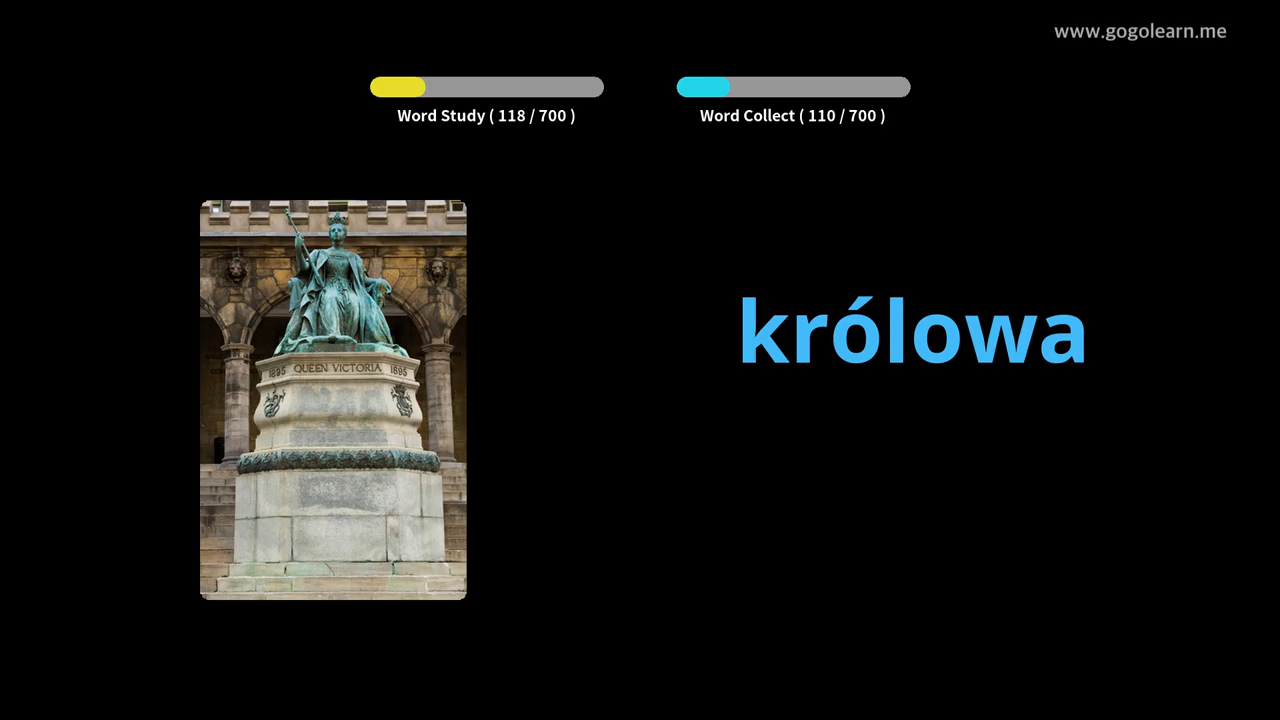 www.gogolearn.me
Word Study ( 118 / 700 )
Word Collect ( 110 / 700 )
królowa
1895 QUEEN VICTORIA 1895